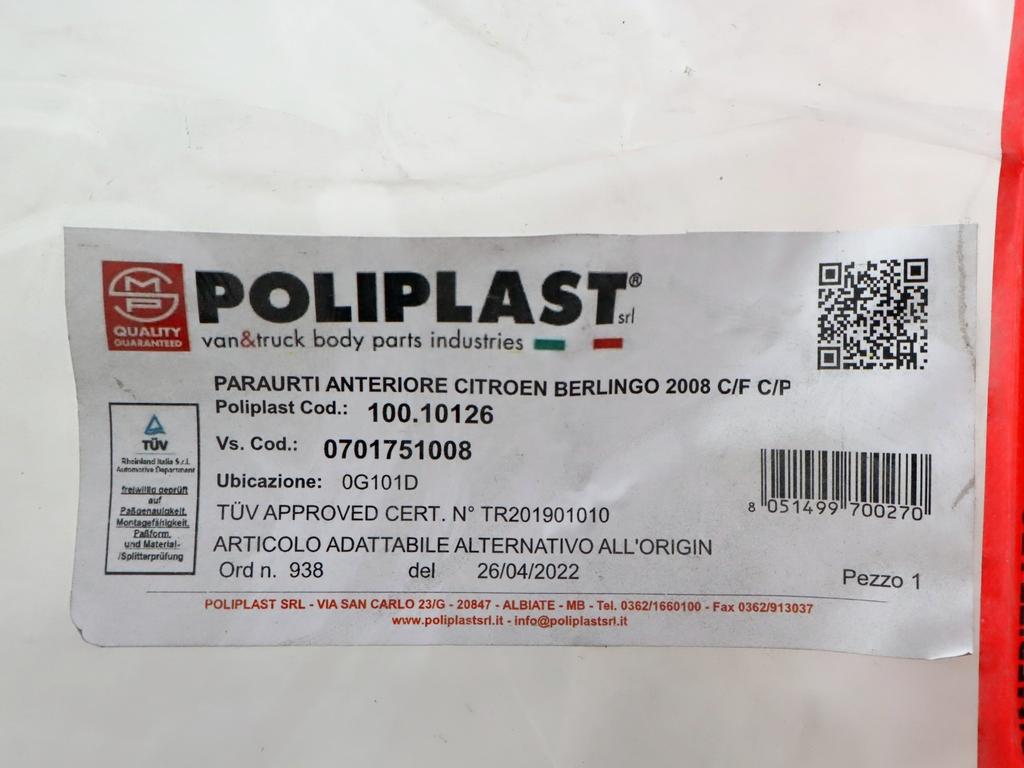 SMP
QUALITY
GUARANTEED
POLIPLAST® srl
van&truck body parts industries
PARAURTI ANTERIORE CITROEN BERLINGO 2008 C/F C/P
Poliplast Cod.: 100.10126
Vs. Cod.: 0701751008
Ubicazione: 0G101D
TÜV APPROVED CERT. N° TR201901010
ARTICOLO ADATTABILE ALTERNATIVO ALL'ORIGIN
Ord n. 938 del 26/04/2022
Pezzo 1
TÜV
Rheinland Italia S.r.l.
Automotive Department
freiwillig geprüft
auf
Paßgenauigkeit,
Montagefähigkeit,
Paßform,
und Material-
/Splitterprüfung
8 051499 700270
POLIPLAST SRL - VIA SAN CARLO 23/G - 20847 - ALBIATE - MB - Tel. 0362/1660100 - Fax 0362/913037
www.poliplastsrl.it - info@poliplastsrl.it